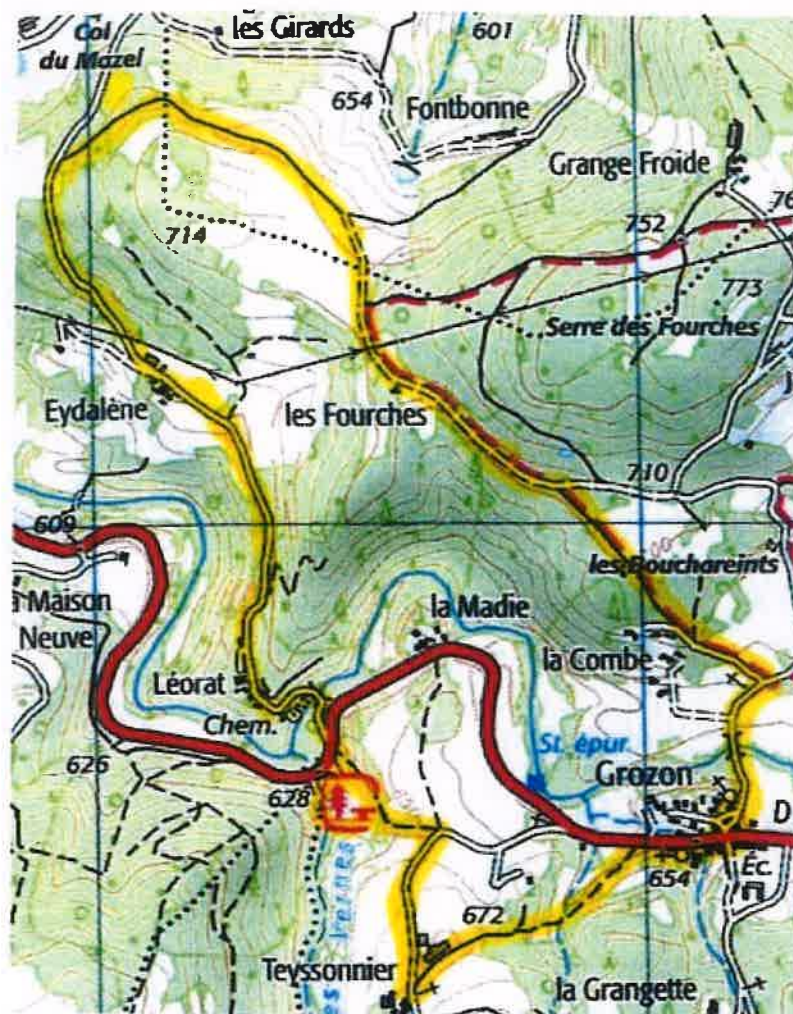 Col
du Mazel
les Girards
601
654
Fontbonne
Grange Froide
714
752
76
773
Serre des Fourches
Eydalène
les Fourches
710
609
les Bouchareints
a Maison
Neuve
la Madie
la Combe
Léorat
Chem.
626
St. épur.
Grozon
628
D
654
Éc.
Vernes
672
Teyssonnier
la Grangette